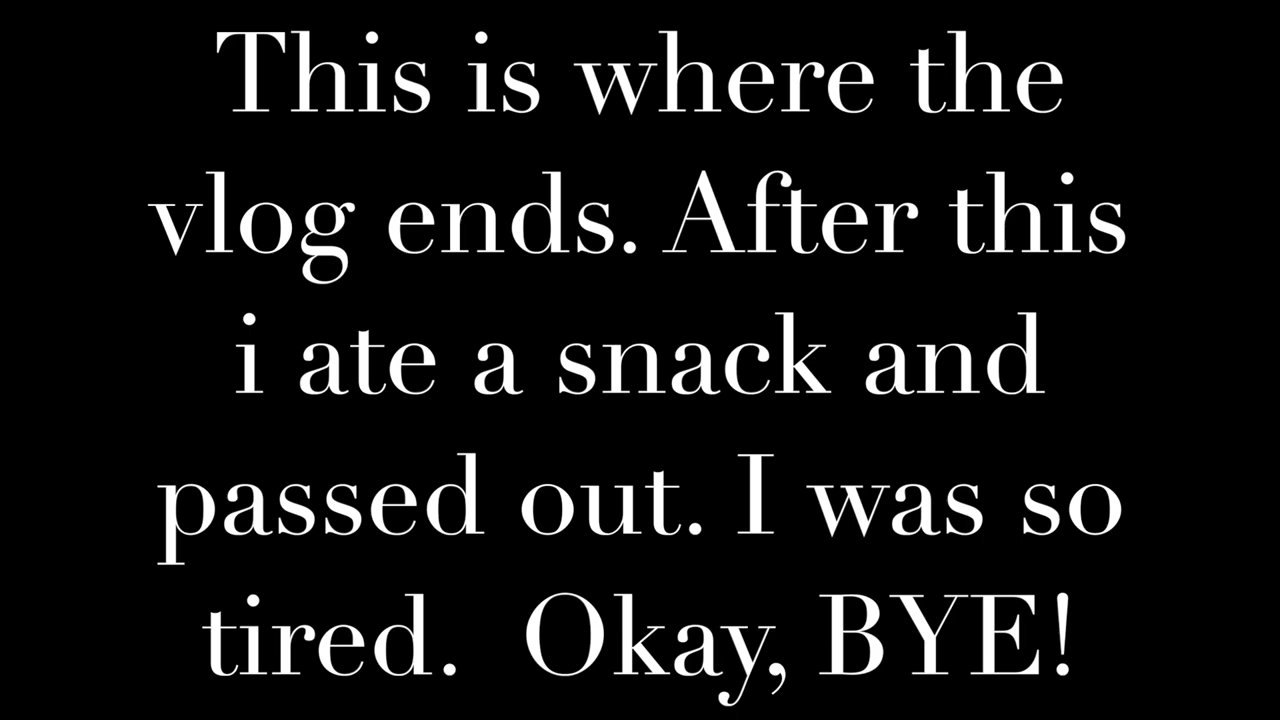 This is where the
vlog ends. After this
i ate a snack and
passed out. I was so
tired.  Okay, BYE!